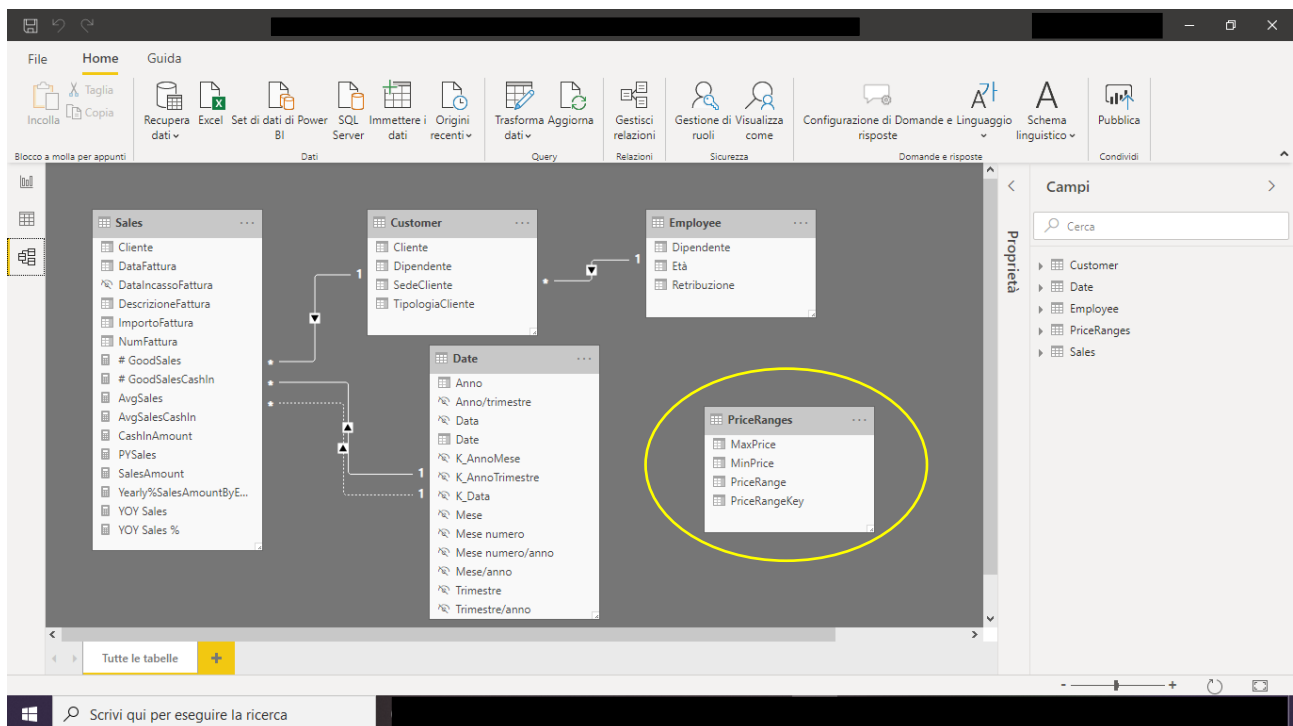 File Home Guida
Incolla
Taglia
Copia
Blocco a molla per appunti
Recupera
dati
Excel
Set di dati di Power
BI
SQL
Server
Immettere i
dati
Origini
recenti
Dati
Trasforma
dati
Aggiorna
Query
Gestisci
relazioni
Relazioni
Gestione di
ruoli
Visualizza
come
Sicurezza
Configurazione di Domande e
risposte
Linguaggio
Schema
linguistico
Domande e risposte
Pubblica
Condividi
Sales
Cliente
DataFattura
DataIncassoFattura
DescrizioneFattura
ImportoFattura
NumFattura
# GoodSales
# GoodSalesCashIn
AvgSales
AvgSalesCashIn
CashInAmount
PYSales
SalesAmount
Yearly%SalesAmountByE...
YOY Sales
YOY Sales %
Customer
Cliente
Dipendente
SedeCliente
TipologiaCliente
Employee
Dipendente
Età
Retribuzione
1
*
1
*
*
*
1
1
Date
Anno
Anno/trimestre
Data
Date
K_AnnoMese
K_AnnoTrimestre
K_Data
Mese
Mese numero
Mese numero/anno
Mese/anno
Trimestre
Trimestre/anno
PriceRanges
MaxPrice
MinPrice
PriceRange
PriceRangeKey
Proprietà
Campi
Cerca
Customer
Date
Employee
PriceRanges
Sales
Tutte le tabelle
+
- +
Scrivi qui per eseguire la ricerca